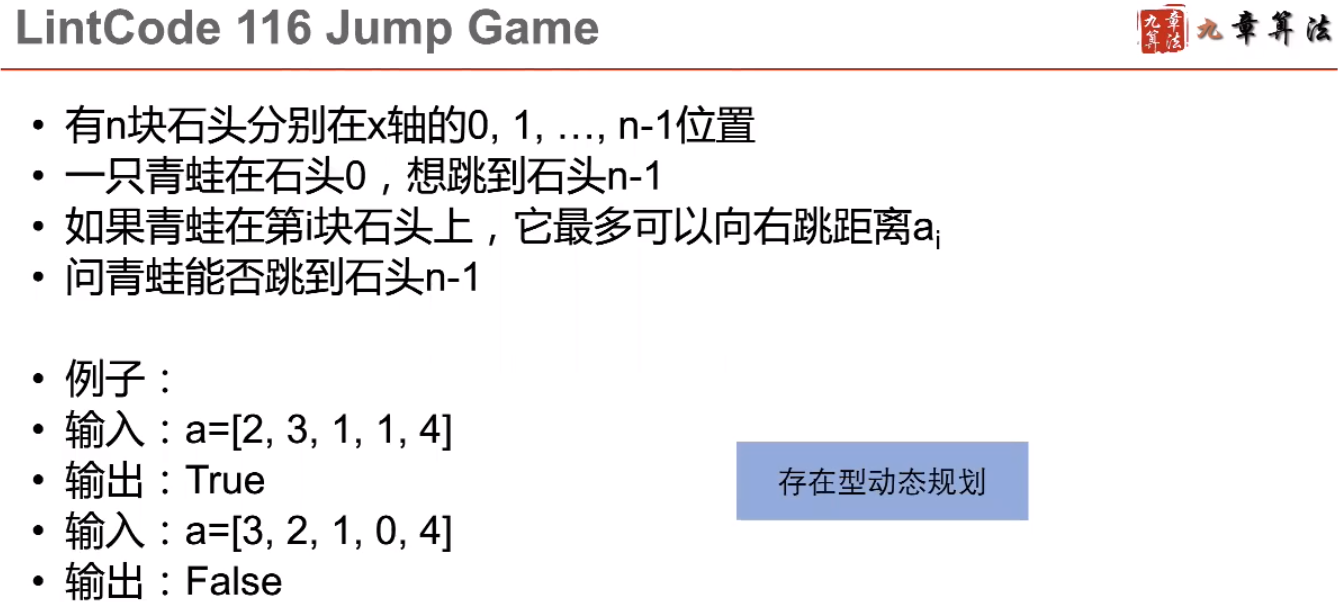 LintCode 116 Jump Game
九章算法 九章算法
• 有n块石头分别在x轴的0, 1, …, n-1位置
• 一只青蛙在石头0，想跳到石头n-1
• 如果青蛙在第i块石头上，它最多可以向右跳距离ai
• 问青蛙能否跳到石头n-1
• 例子：
• 输入：a=[2, 3, 1, 1, 4]
• 输出：True
• 输入：a=[3, 2, 1, 0, 4]
• 输出：False
存在型动态规划